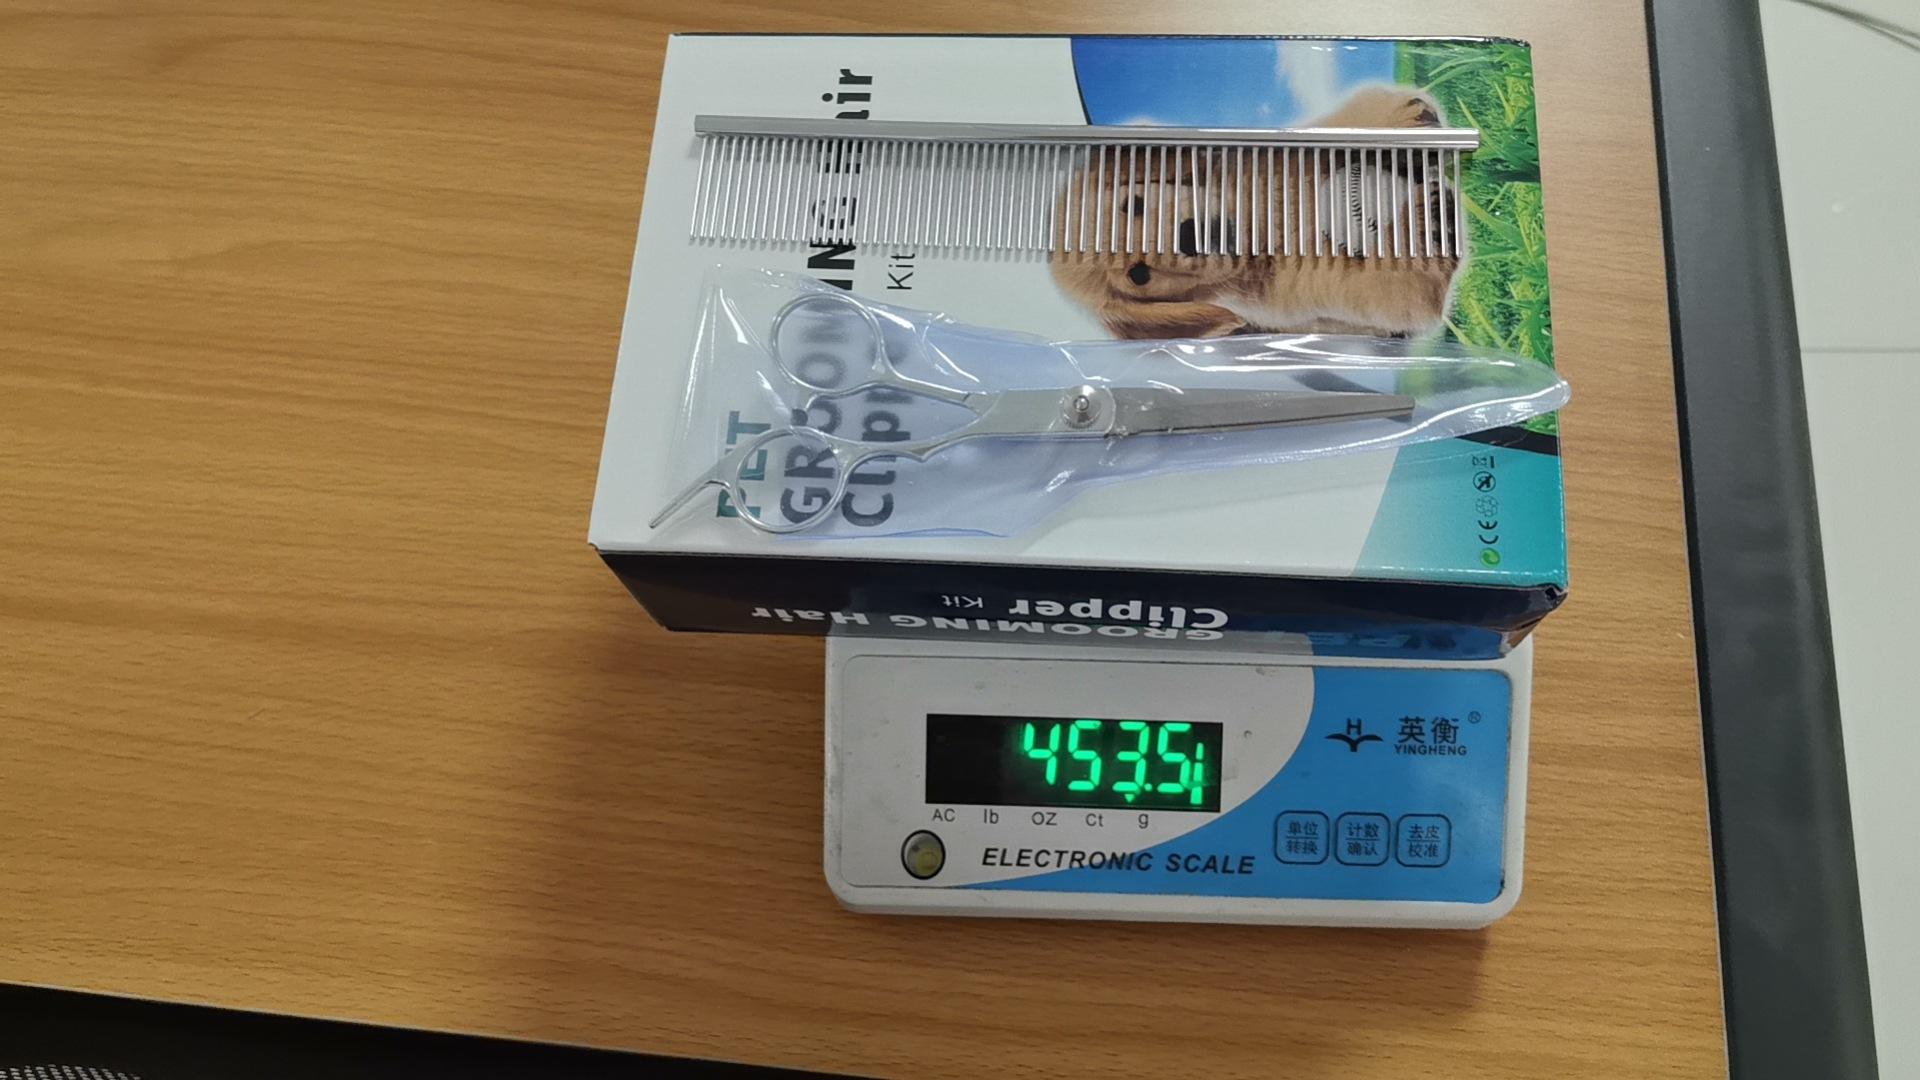 PET
GROOMING Hair
Clipper Kit
CE
GROOMING Hair
Clipper Kit
453.5
AC lb OZ Ct g
ELECTRONIC SCALE
H
英衡®
YINGHENG
单位
转换
计数
确认
去皮
校准